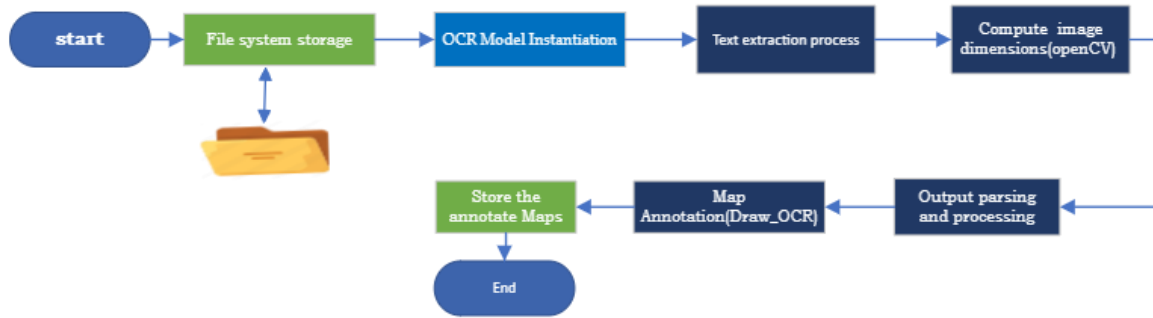 start
File system storage
OCR Model Instantiation
Text extraction process
Compute image
dimensions(openCV)
Output parsing
and processing
Map
Annotation(Draw_OCR)
Store the
annotate Maps
End